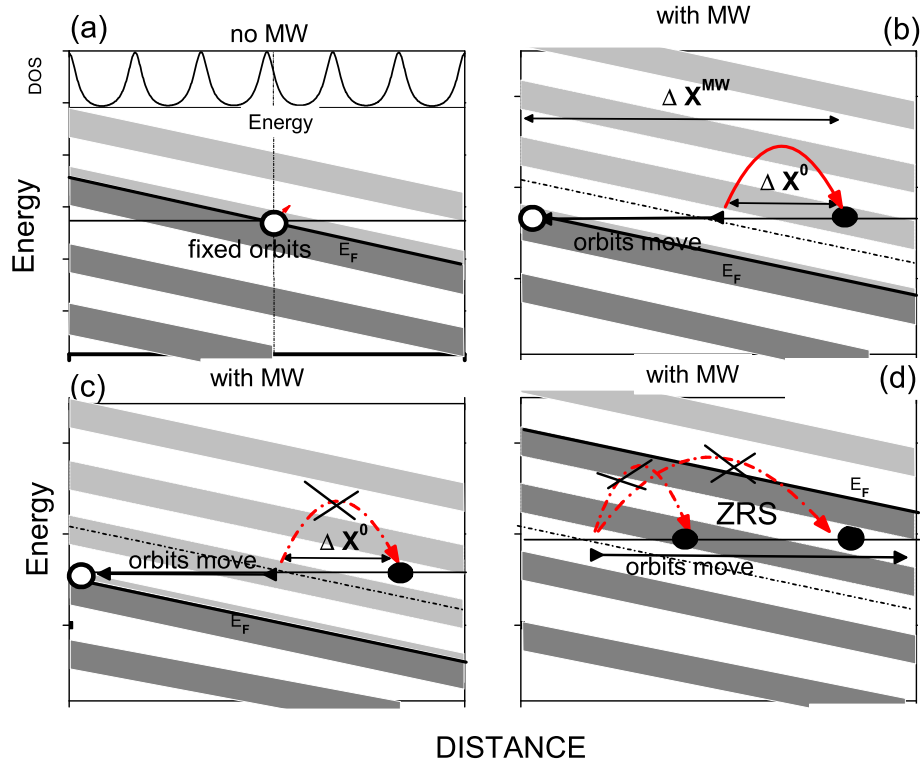 (a)
no MW
DOS
Energy
Energy
fixed orbits
E_F
with MW
(b)
Δ X^MW
Δ X^0
orbits move
E_F
(c)
with MW
Energy
Δ X^0
orbits move
E_F
with MW
(d)
E_F
ZRS
orbits move
DISTANCE